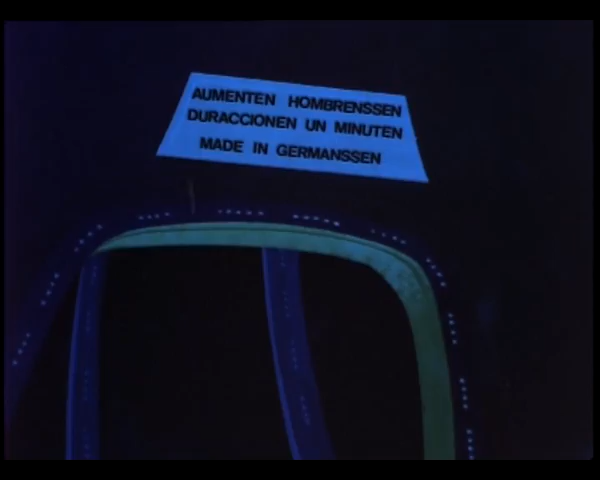 AUMENTEN HOMBRENSSEN
DURACCIONEN UN MINUTEN
MADE IN GERMANSSEN